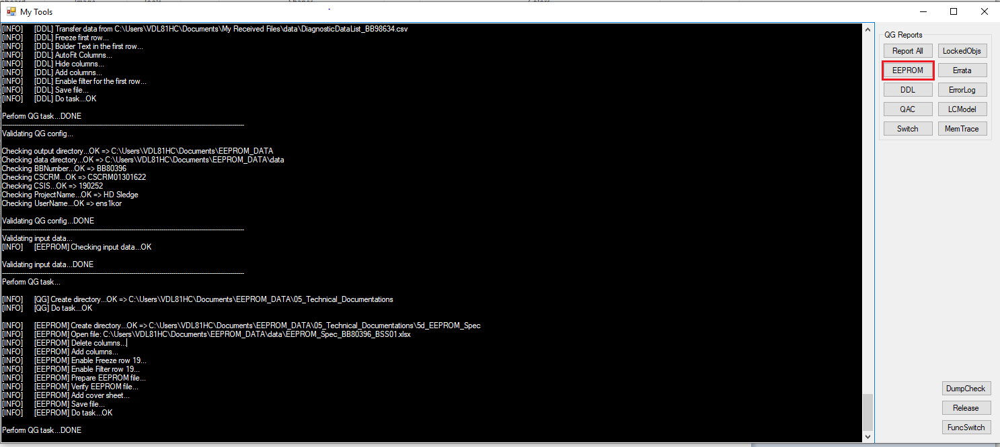 My Tools
[INFO] [DDL] Transfer data from C:\Users\VDL81HC\Documents\My Received Files\data\DiagnosticDataList_BB98634.csv
[INFO] [DDL] Freeze first row...
[INFO] [DDL] Bolder Text in the first row...
[INFO] [DDL] AutoFit Columns...
[INFO] [DDL] Hide columns...
[INFO] [DDL] Add columns...
[INFO] [DDL] Enable filter for the first row...
[INFO] [DDL] Save file...
[INFO] [DDL] Do task...OK
Perform QG task...DONE
Validating QG config...
Checking output directory...OK => C:\Users\VDL81HC\Documents\EEPROM_DATA
Checking data directory...OK => C:\Users\VDL81HC\Documents\EEPROM_DATA\data
Checking BBNumber...OK => BB80396
Checking CSCRM...OK => CSCRM01301622
Checking CSIS...OK => 190252
Checking ProjectName...OK => HD Sledge
Checking UserName...OK => ens1kor
Validating QG config...DONE
Validating input data...
[INFO] [EEPROM] Checking input data...OK
Validating input data...DONE
Perform QG task...
[INFO] [QG] Create directory...OK => C:\Users\VDL81HC\Documents\EEPROM_DATA\05_Technical_Documentations
[INFO] [QG] Do task...OK
[INFO] [EEPROM] Create directory...OK => C:\Users\VDL81HC\Documents\EEPROM_DATA\05_Technical_Documentations\5d_EEPROM_Spec
[INFO] [EEPROM] Open file: C:\Users\VDL81HC\Documents\EEPROM_DATA\data\EEPROM_Spec_BB80396_BSS01.xlsx
[INFO] [EEPROM] Delete columns...
[INFO] [EEPROM] Add columns...
[INFO] [EEPROM] Enable Freeze row 19...
[INFO] [EEPROM] Enable Filter row 19...
[INFO] [EEPROM] Prepare EEPROM file...
[INFO] [EEPROM] Verify EEPROM file...
[INFO] [EEPROM] Add cover sheet...
[INFO] [EEPROM] Save file...
[INFO] [EEPROM] Do task...OK
Perform QG task...DONE
QG Reports
Report All LockedObjs
EEPROM Errata
DDL ErrorLog
QAC LCModel
Switch MemTrace
DumpCheck
Release
FuncSwitch